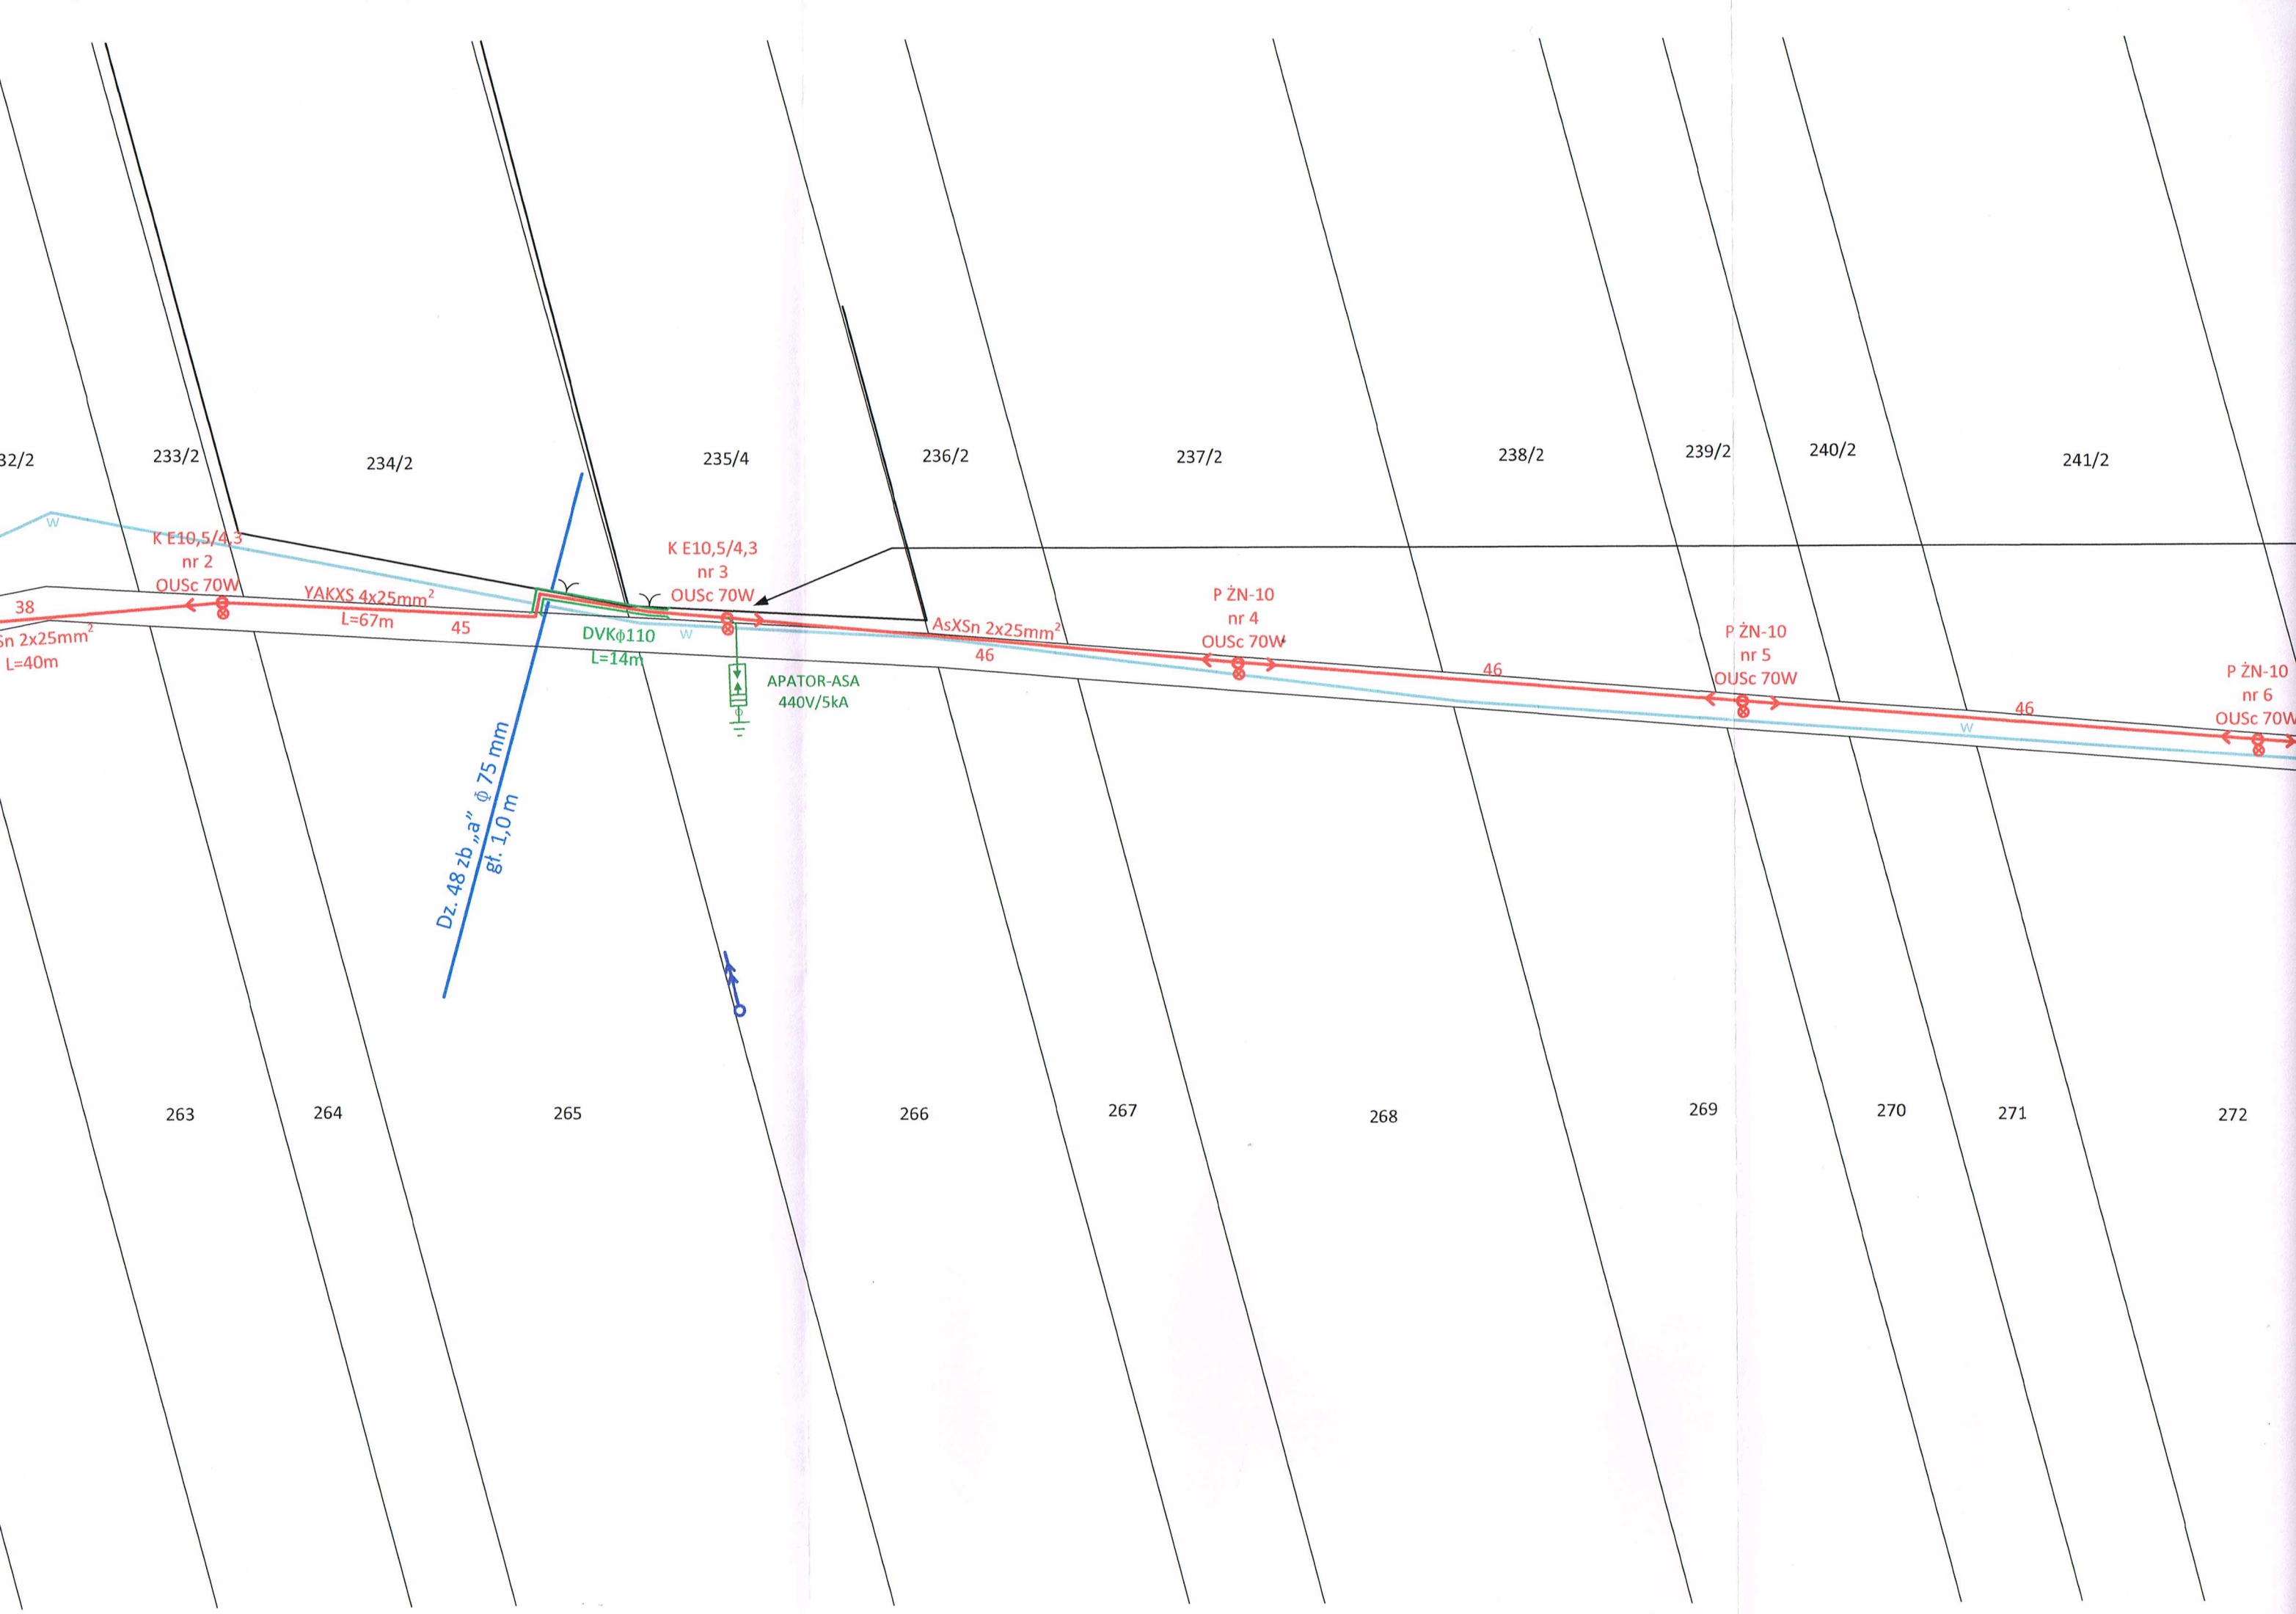 32/2
233/2
234/2
235/4
236/2
237/2
238/2
239/2
240/2
241/2
W
K E10,5/4,3
nr 2
OUSc 70W
38
Sn 2x25mm²
L=40m
YAKXS 4x25mm²
L=67m
45
DVKϕ110
L=14m
W
K E10,5/4,3
nr 3
OUSc 70W
APATOR-ASA
440V/5kA
AsXSn 2x25mm²
46
P ŻN-10
nr 4
OUSc 70W
46
P ŻN-10
nr 5
OUSc 70W
46
W
P ŻN-10
nr 6
OUSc 70W
Dz. 48 zb „a” ϕ 75 mm
gł. 1,0 m
263
264
265
266
267
268
269
270
271
272